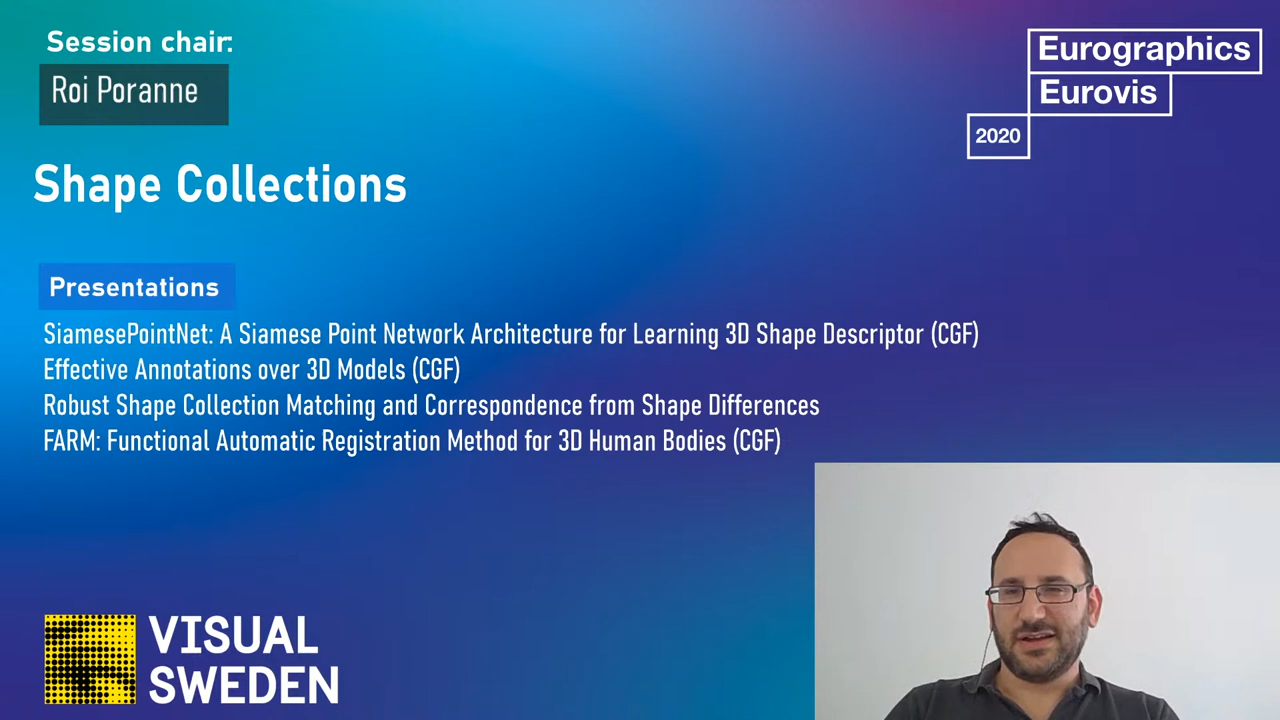 Session chair:
Roi Poranne
Eurographics
Eurovis
2020
Shape Collections
Presentations
SiamesePointNet: A Siamese Point Network Architecture for Learning 3D Shape Descriptor (CGF)
Effective Annotations over 3D Models (CGF)
Robust Shape Collection Matching and Correspondence from Shape Differences
FARM: Functional Automatic Registration Method for 3D Human Bodies (CGF)
VISUAL
SWEDEN